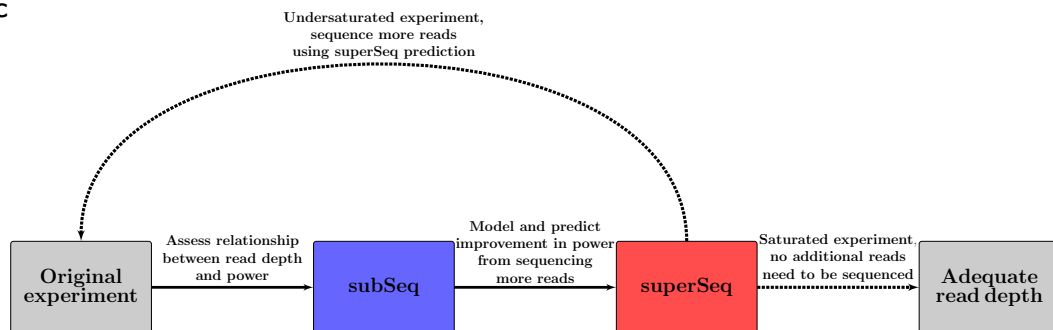 c
Undersaturated experiment,
sequence more reads
using superSeq prediction
Assess relationship
between read depth
and power
Model and predict
improvement in power
from sequencing
more reads
Saturated experiment,
no additional reads
need to be sequenced
Original
experiment
subSeq
superSeq
Adequate
read depth